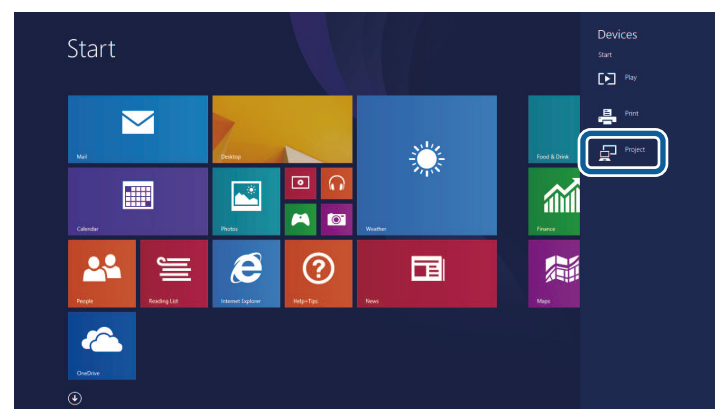 Start
Devices
Start
Play
Print
Project
Mail
Desktop
Weather
Food & Drink
Calendar
Photos
Finance
People
Reading List
Internet Explorer
Help+Tips
News
Maps
OneDrive